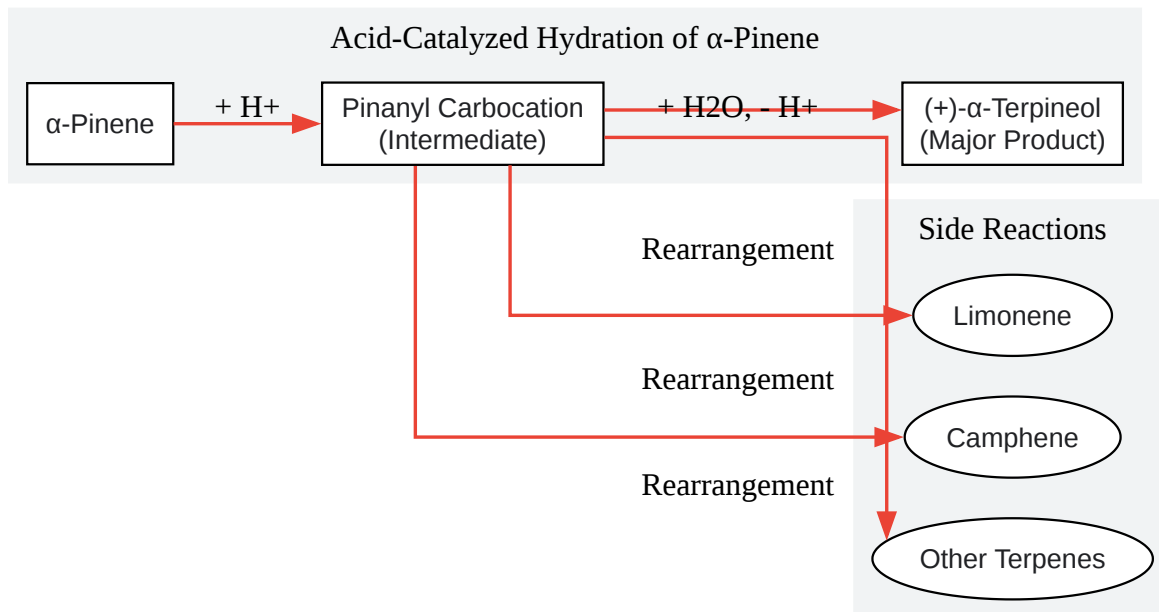 Acid-Catalyzed Hydration of α-Pinene
α-Pinene
+ H+
Pinanyl Carbocation
(Intermediate)
+ H2O, - H+
(+)-α-Terpineol
(Major Product)
Side Reactions
Rearrangement
Limonene
Rearrangement
Camphene
Rearrangement
Other Terpenes